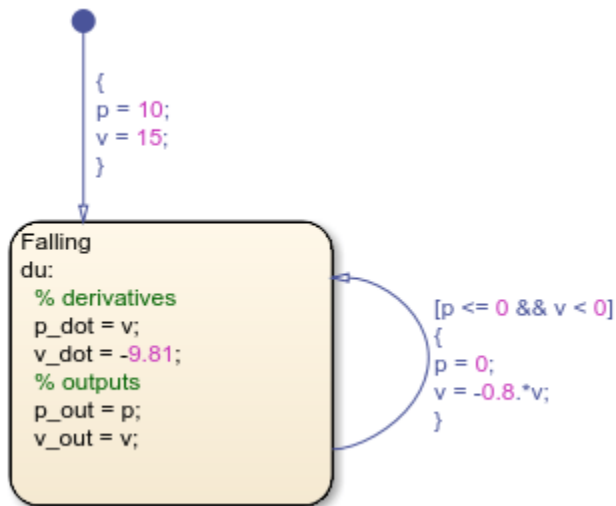 {
p = 10;
v = 15;
}
Falling
du:
% derivatives
p_dot = v;
v_dot = -9.81;
% outputs
p_out = p;
v_out = v;
[p <= 0 && v < 0]
{
p = 0;
v = -0.8.*v;
}